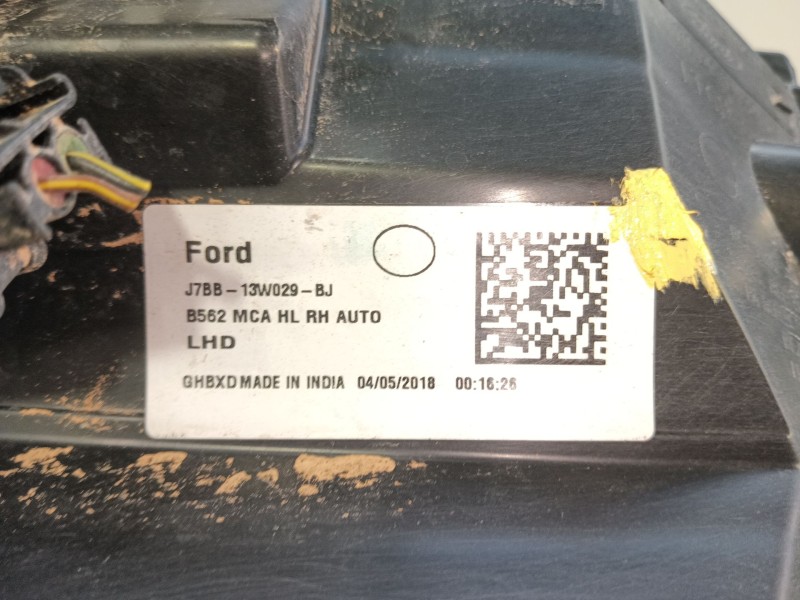 Ford
J7BB-13W029-BJ
B562 MCA HL RH AUTO
LHD
GHBXD MADE IN INDIA 04/05/2018 00:16:26